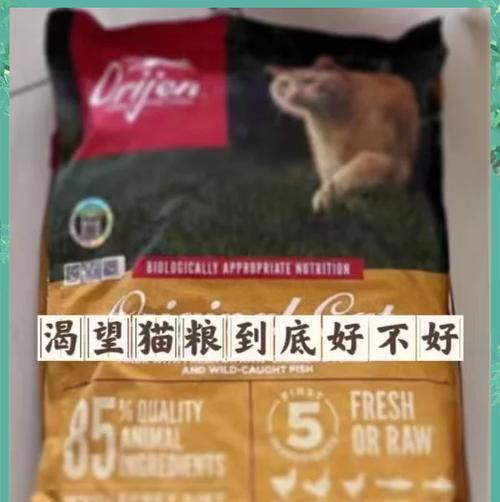 Orijen
BIOLOGICALLY APPROPRIATE NUTRITION
Original Cat
渴望猫粮到底好不好
AND WILD-CAUGHT FISH
85% QUALITY
ANIMAL
INGREDIENTS
FIRST
5
FRESH
OR RAW